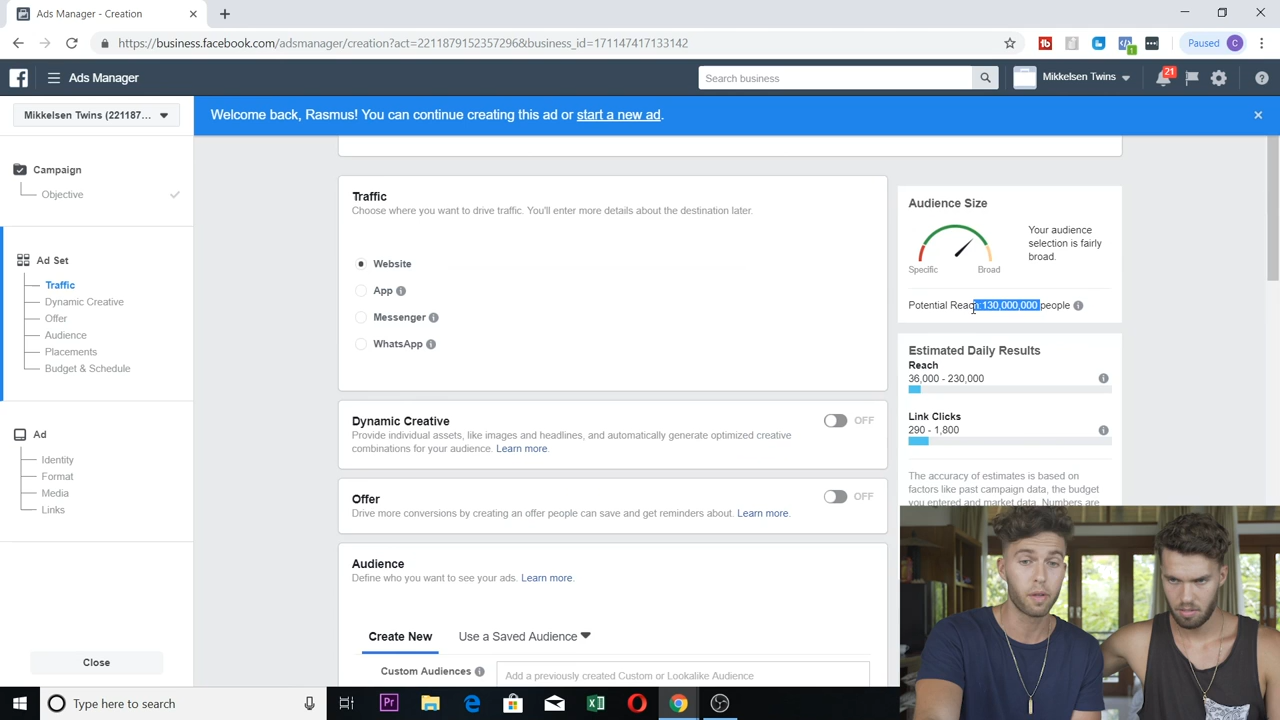 Ads Manager - Creation
https://business.facebook.com/adsmanager/creation?act=2211879152357296&business_id=171147417133142
Paused
C
Ads Manager
Search business
Mikkelsen Twins
21
Mikkelsen Twins (221187...
Welcome back, Rasmus! You can continue creating this ad or start a new ad.
Campaign
Objective
Ad Set
Traffic
Dynamic Creative
Offer
Audience
Placements
Budget & Schedule
Ad
Identity
Format
Media
Links
Close
Traffic
Choose where you want to drive traffic. You'll enter more details about the destination later.
Website
App
Messenger
WhatsApp
Dynamic Creative
OFF
Provide individual assets, like images and headlines, and automatically generate optimized creative
combinations for your audience. Learn more.
Offer
OFF
Drive more conversions by creating an offer people can save and get reminders about. Learn more.
Audience
Define who you want to see your ads. Learn more.
Create New
Use a Saved Audience
Custom Audiences
Add a previously created Custom or Lookalike Audience
Audience Size
Your audience
selection is fairly
broad.
Specific
Broad
Potential Reach:130,000,000 people
Estimated Daily Results
Reach
36,000 - 230,000
Link Clicks
290 - 1,800
The accuracy of estimates is based on
factors like past campaign data, the budget
you entered and market data. Numbers are
Type here to search
Pr